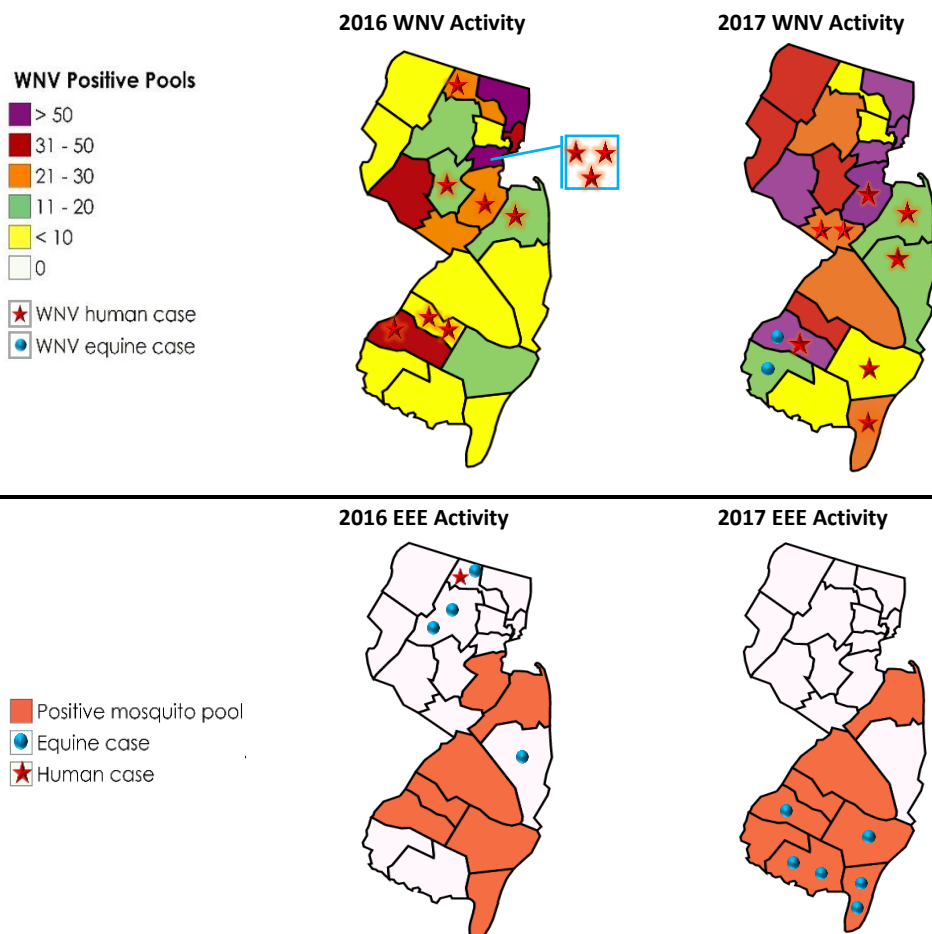 2016 WNV Activity
2017 WNV Activity
WNV Positive Pools
> 50
31 - 50
21 - 30
11 - 20
< 10
0
WNV human case
WNV equine case
2016 EEE Activity
2017 EEE Activity
Positive mosquito pool
Equine case
Human case